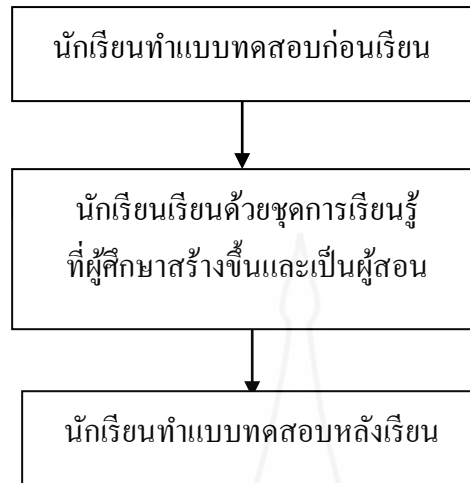 นักเรียนทำแบบทดสอบก่อนเรียน
นักเรียนเรียนด้วยชุดการเรียนรู้
ที่ผู้ศึกษาสร้างขึ้นและเป็นผู้สอน
นักเรียนทำแบบทดสอบหลังเรียน